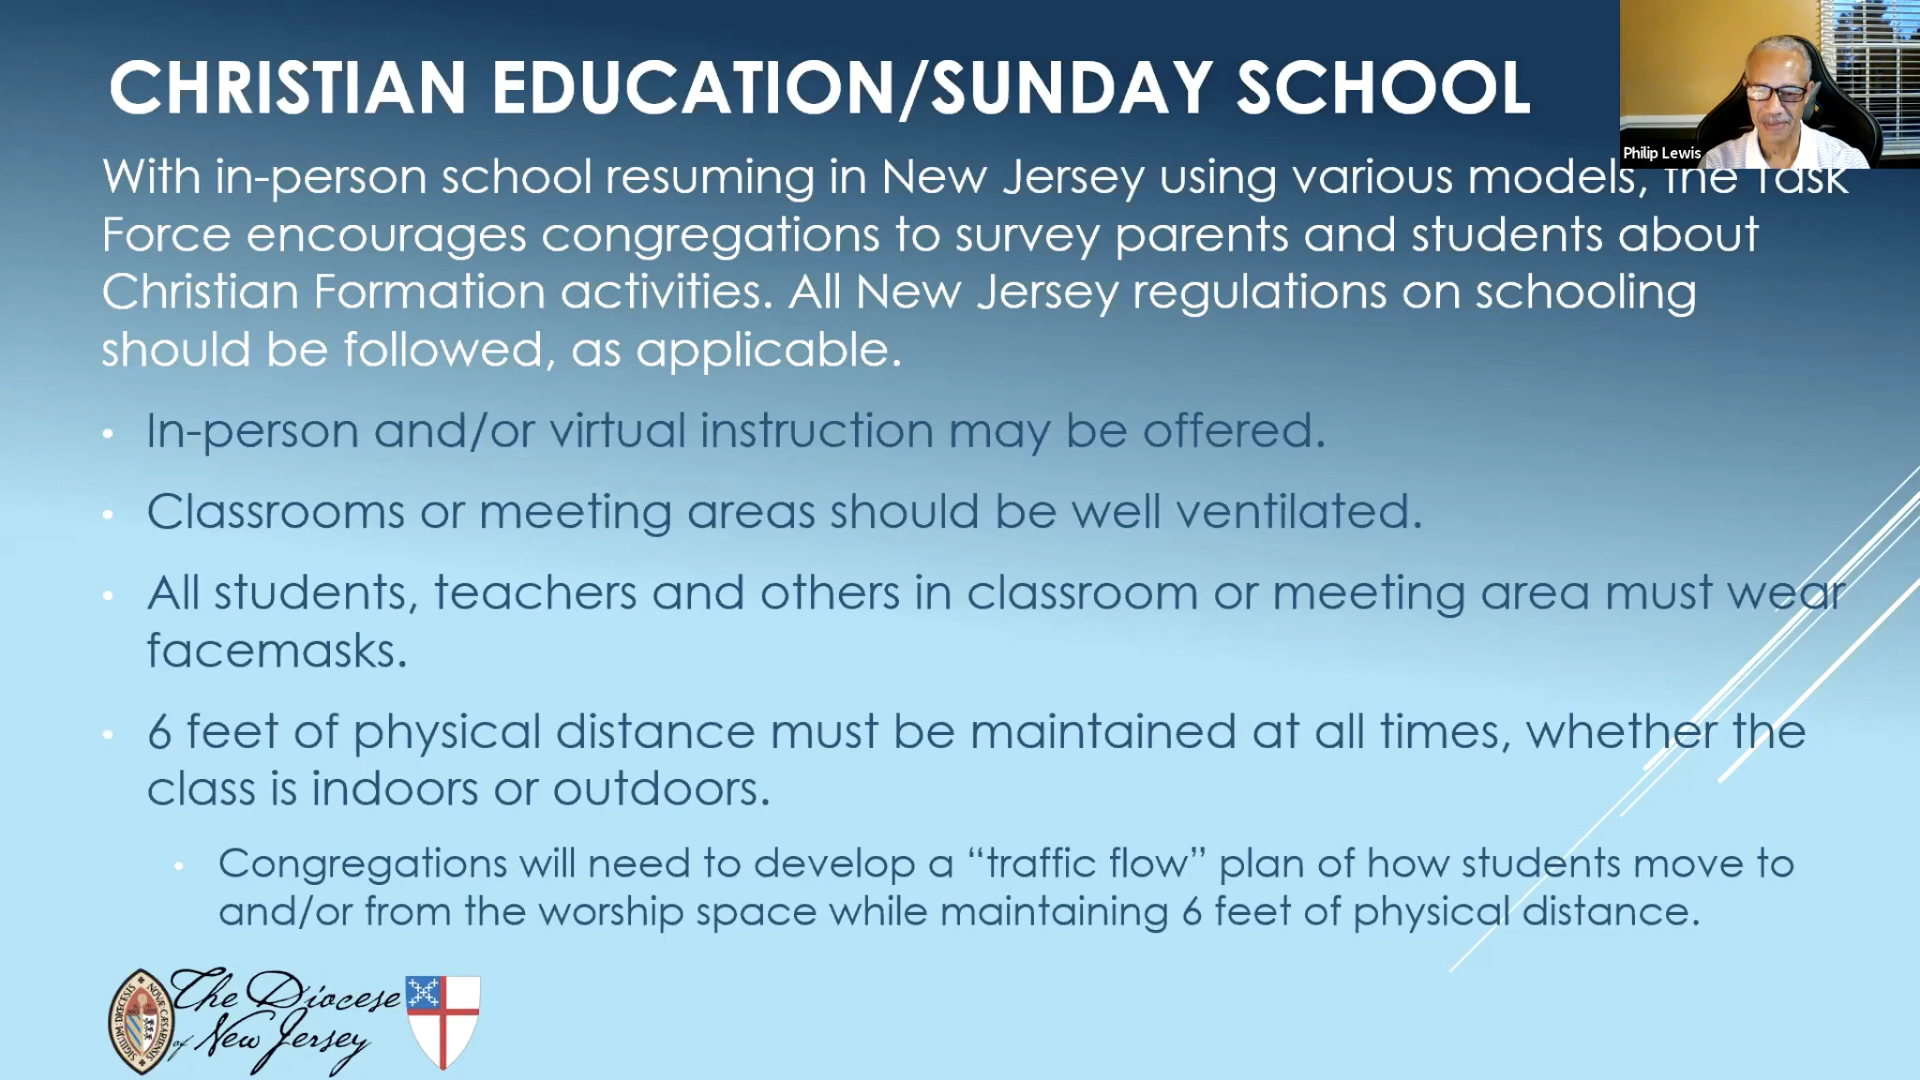 CHRISTIAN EDUCATION/SUNDAY SCHOOL
Philip Lewis
With in-person school resuming in New Jersey using various models, the Task
Force encourages congregations to survey parents and students about
Christian Formation activities. All New Jersey regulations on schooling
should be followed, as applicable.
• In-person and/or virtual instruction may be offered.
• Classrooms or meeting areas should be well ventilated.
• All students, teachers and others in classroom or meeting area must wear
facemasks.
• 6 feet of physical distance must be maintained at all times, whether the
class is indoors or outdoors.
• Congregations will need to develop a “traffic flow” plan of how students move to
and/or from the worship space while maintaining 6 feet of physical distance.
The Diocese
of New Jersey